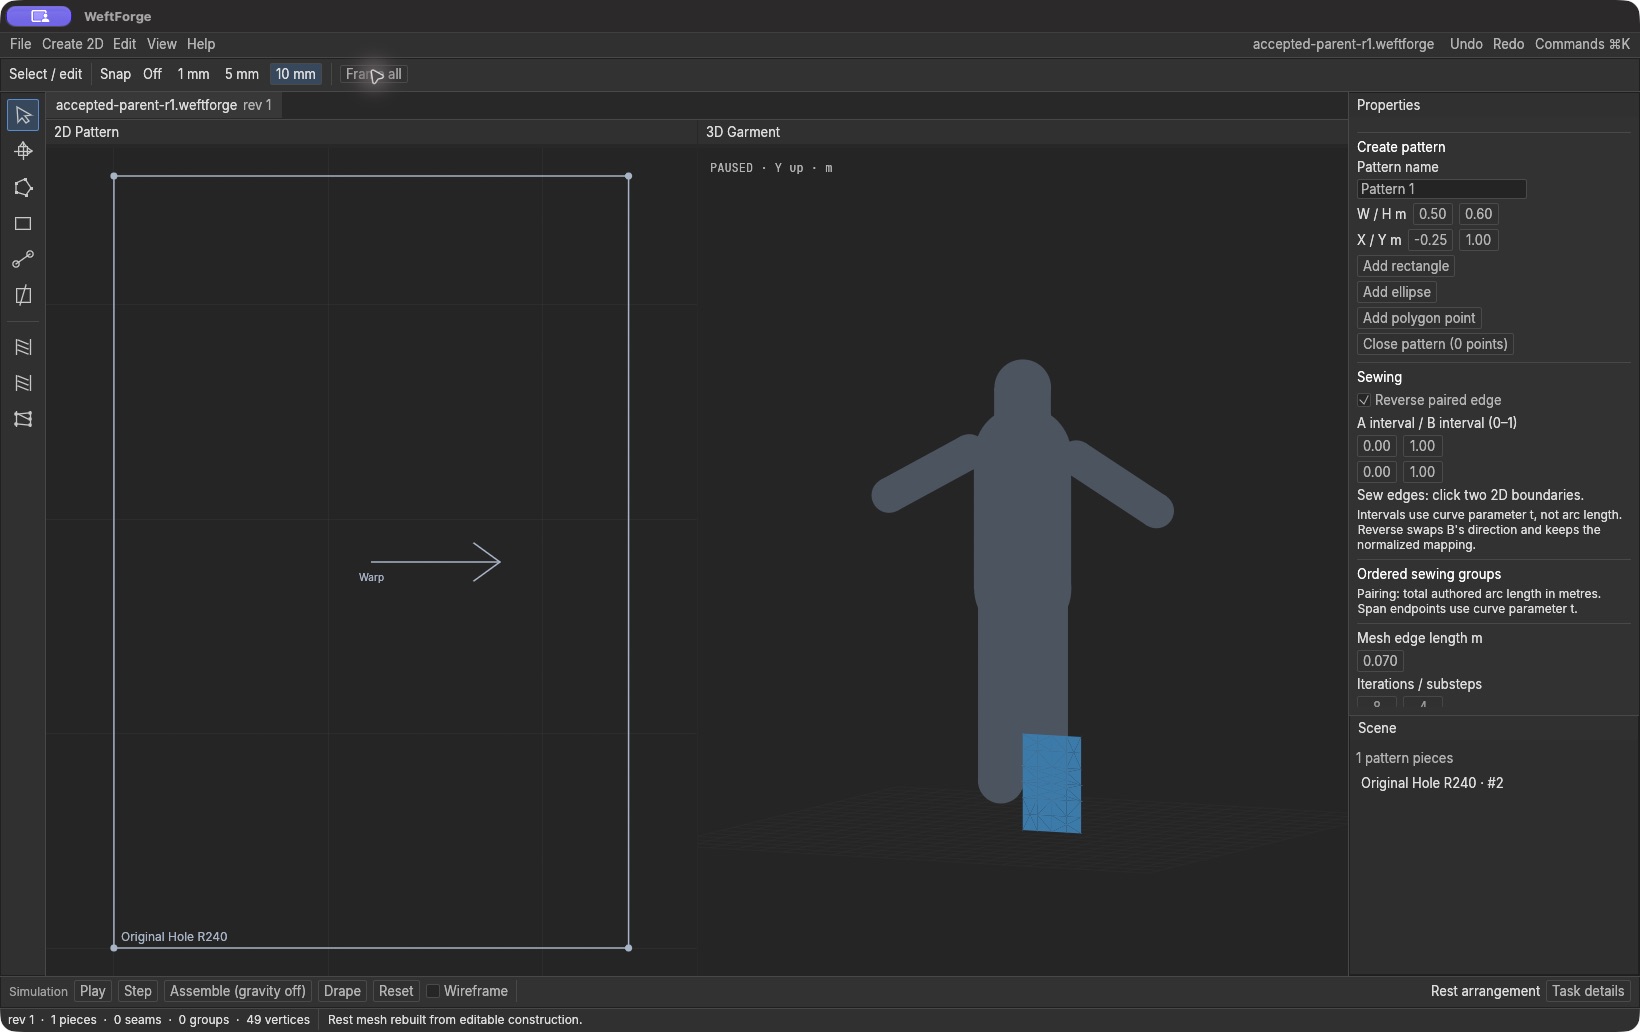 WeftForge
File Create 2D Edit View Help
accepted-parent-r1.weftforge Undo Redo Commands ⌘K
Select / edit Snap Off 1 mm 5 mm 10 mm Frame all
accepted-parent-r1.weftforge rev 1
2D Pattern
Original Hole R240
Warp
3D Garment
PAUSED · Y up · m
Properties
Create pattern
Pattern name
Pattern 1
W / H m 0.50 0.60
X / Y m -0.25 1.00
Add rectangle
Add ellipse
Add polygon point
Close pattern (0 points)
Sewing
Reverse paired edge
A interval / B interval (0–1)
0.00 1.00
0.00 1.00
Sew edges: click two 2D boundaries.
Intervals use curve parameter t, not arc length.
Reverse swaps B's direction and keeps the
normalized mapping.
Ordered sewing groups
Pairing: total authored arc length in metres.
Span endpoints use curve parameter t.
Mesh edge length m
0.070
Iterations / substeps
Scene
1 pattern pieces
Original Hole R240 · #2
Simulation Play Step Assemble (gravity off) Drape Reset Wireframe
Rest arrangement Task details
rev 1 · 1 pieces · 0 seams · 0 groups · 49 vertices Rest mesh rebuilt from editable construction.